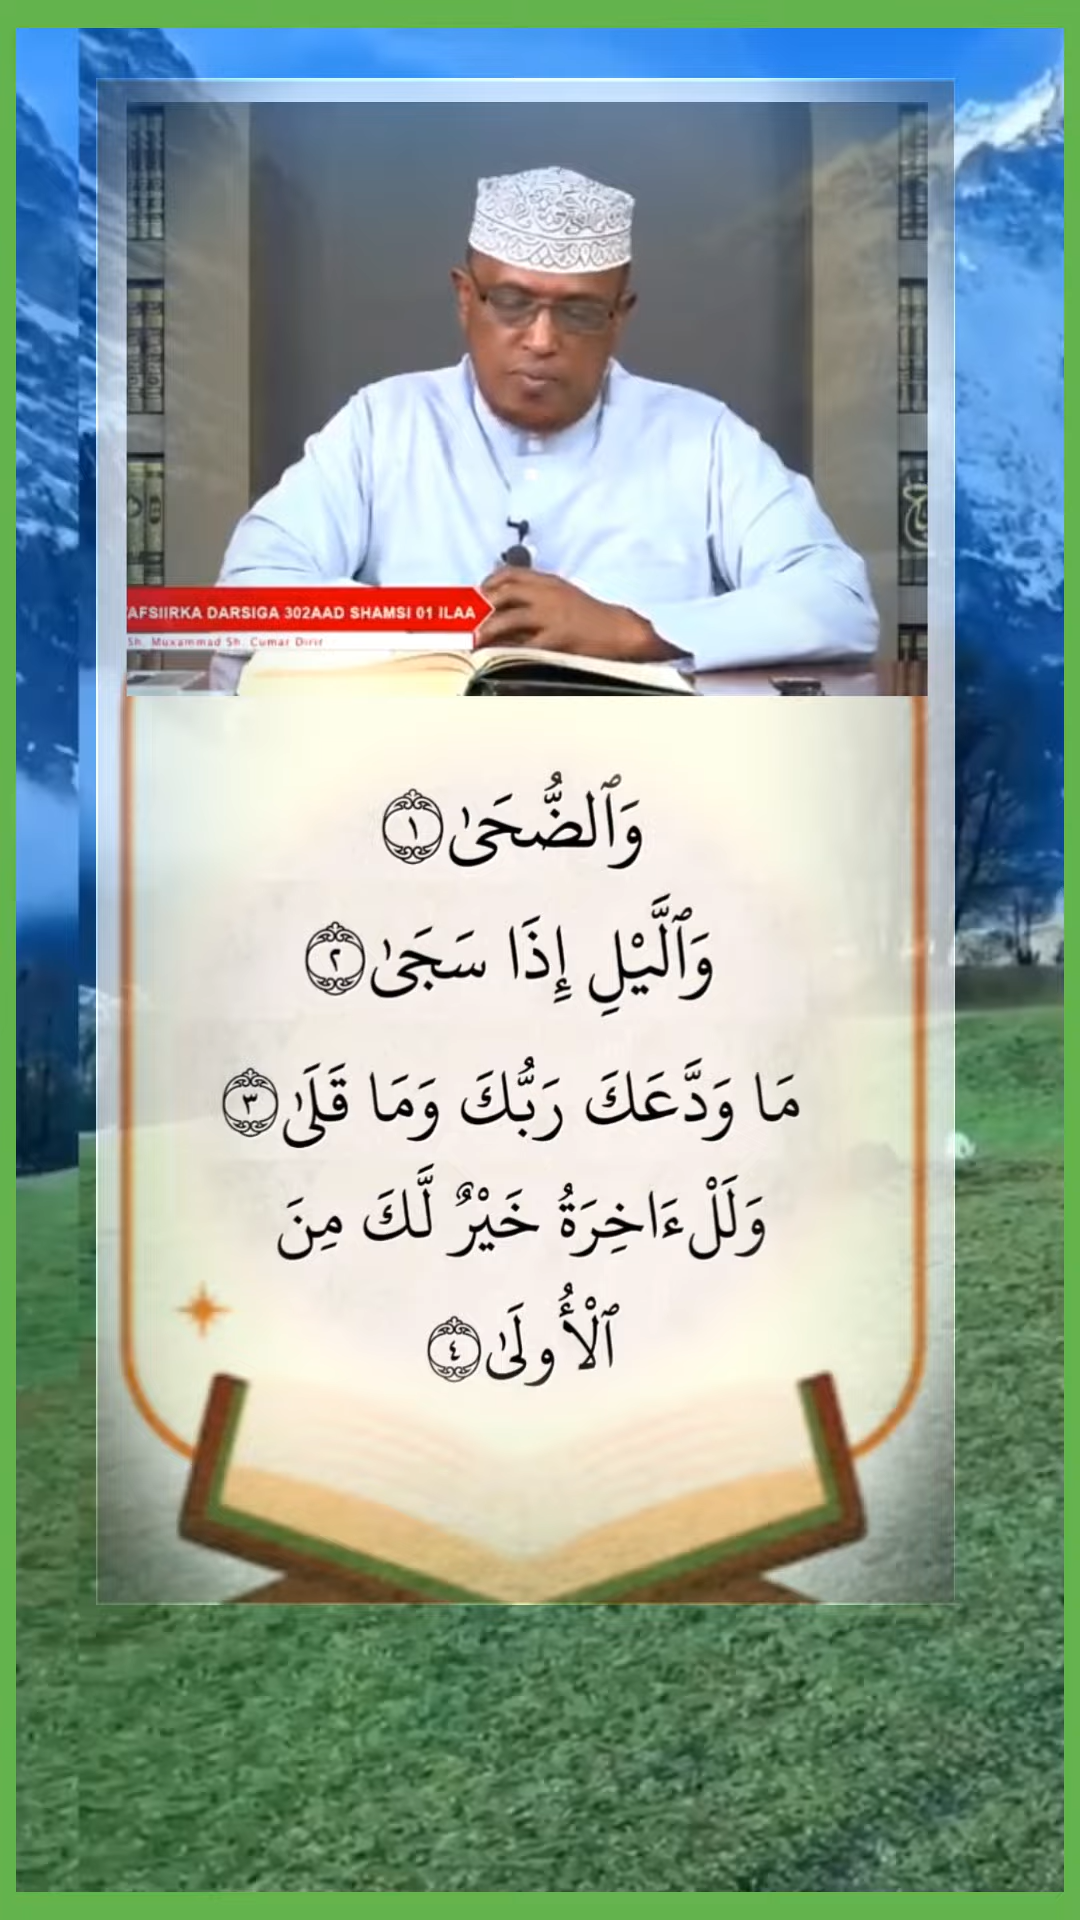 AFSIIRKA DARSIGA 302AAD SHAMSI 01 ILAA
Sh. Muxammad Sh. Cumar Dirir
وَٱلضُّحَىٰ ١
وَٱلَّيْلِ إِذَا سَجَىٰ ٢
مَا وَدَّعَكَ رَبُّكَ وَمَا قَلَىٰ ٣
وَلَلْءَاخِرَةُ خَيْرٌ لَّكَ مِنَ
ٱلْأُولَىٰ ٤